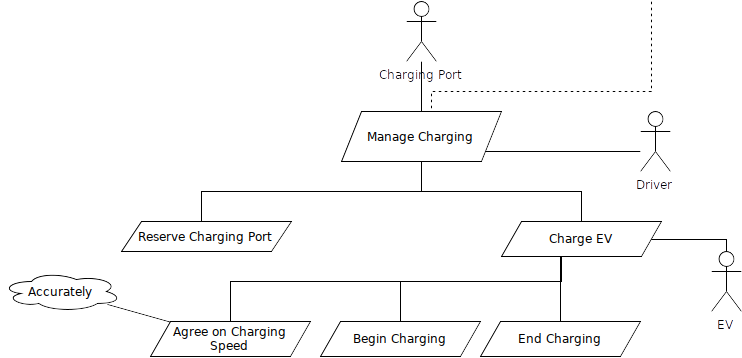 Charging Port
Manage Charging
Driver
Reserve Charging Port
Charge EV
Accurately
EV
Agree on Charging
Speed
Begin Charging
End Charging